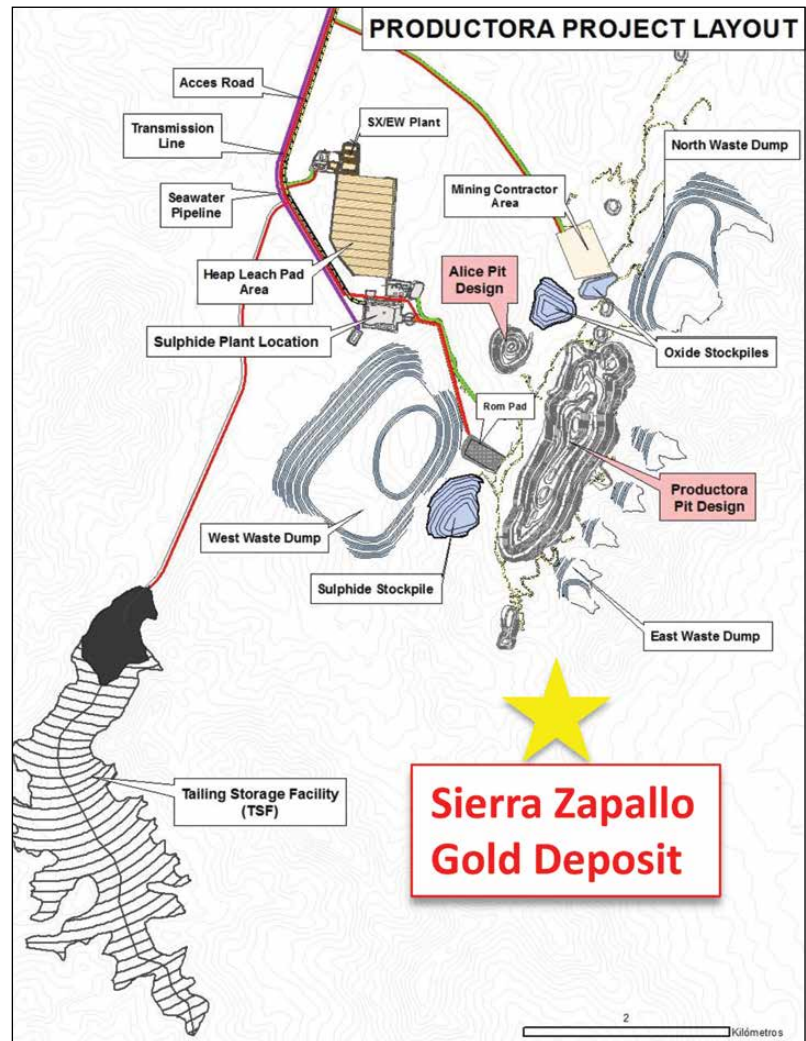 PRODUCTORA PROJECT LAYOUT
Acces Road
SX/EW Plant
Transmission
Line
North Waste Dump
Seawater
Pipeline
Mining Contractor
Area
Heap Leach Pad
Area
Alice Pit
Design
Sulphide Plant Location
Oxide Stockpiles
Rom Pad
Productora
Pit Design
West Waste Dump
Sulphide Stockpile
East Waste Dump
Tailing Storage Facility
(TSF)
Sierra Zapallo
Gold Deposit
2
Kilómetros